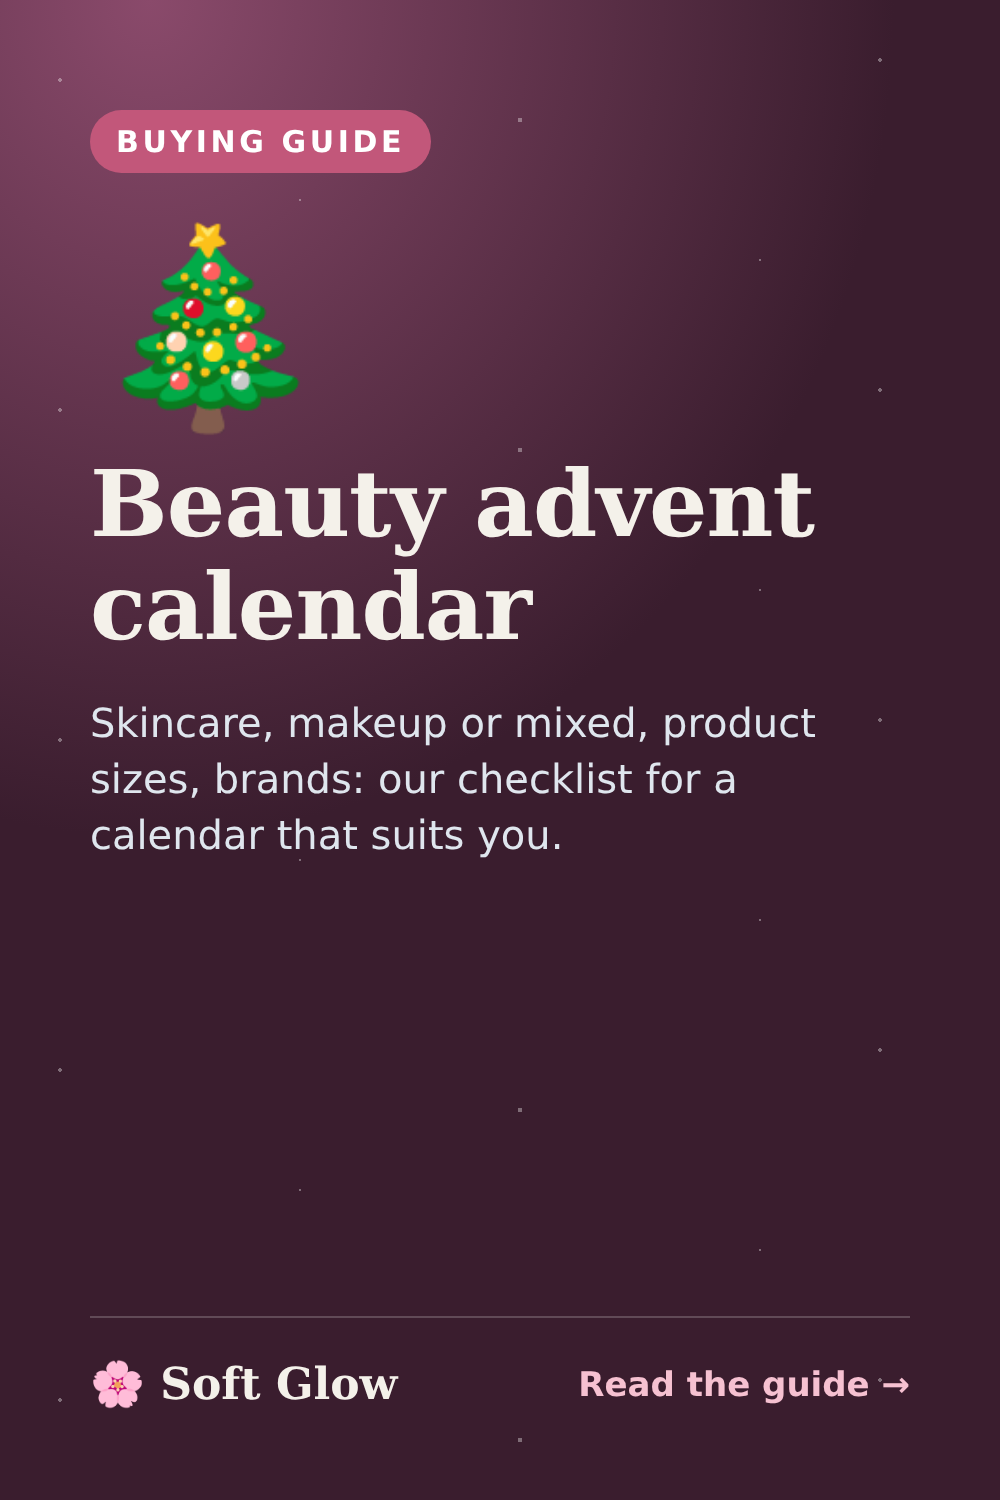 BUYING GUIDE
Beauty advent
calendar
Skincare, makeup or mixed, product
sizes, brands: our checklist for a
calendar that suits you.
Soft Glow
Read the guide →